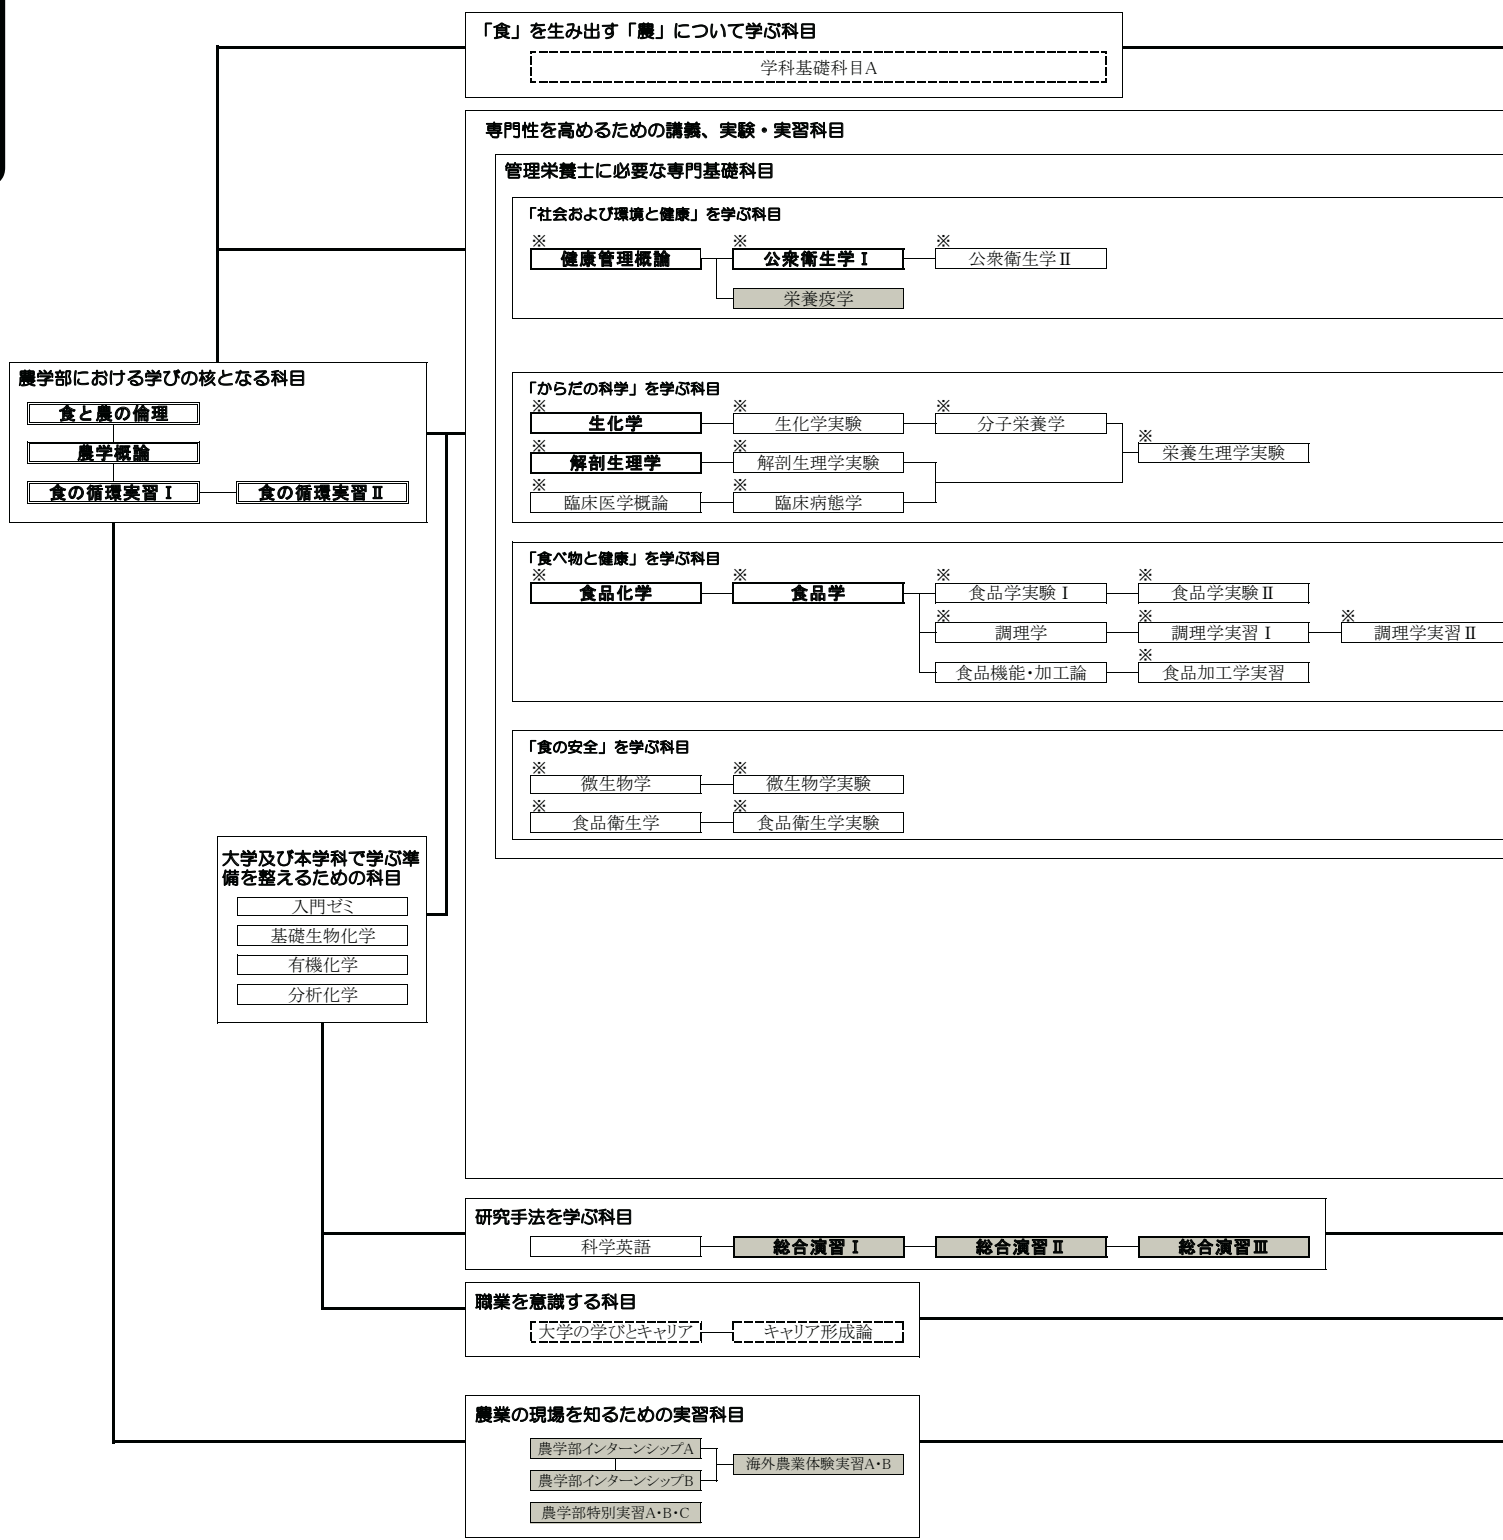 「食」を生み出す「農」について学ぶ科目
学科基礎科目A
専門性を高めるための講義、実験・実習科目
管理栄養士に必要な専門基礎科目
「社会および環境と健康」を学ぶ科目
※ ※ ※
健康管理概論 公衆衛生学Ⅰ 公衆衛生学Ⅱ
栄養疫学
農学部における学びの核となる科目
食と農の倫理
農学概論
食の循環実習Ⅰ 食の循環実習Ⅱ
「からだの科学」を学ぶ科目
※ ※ ※
生化学 生化学実験 分子栄養学
※
栄養生理学実験
※ ※
解剖生理学 解剖生理学実験
※ ※
臨床医学概論 臨床病態学
「食べ物と健康」を学ぶ科目
※ ※ ※ ※
食品化学 食品学 食品学実験Ⅰ 食品学実験Ⅱ
※ ※ ※
調理学 調理学実習Ⅰ 調理学実習Ⅱ
※
食品機能・加工論 食品加工学実習
「食の安全」を学ぶ科目
※ ※
微生物学 微生物学実験
※ ※
食品衛生学 食品衛生学実験
大学及び本学科で学ぶ準
備を整えるための科目
入門ゼミ
基礎生物化学
有機化学
分析化学
研究手法を学ぶ科目
科学英語 総合演習Ⅰ 総合演習Ⅱ 総合演習Ⅲ
職業を意識する科目
大学の学びとキャリア キャリア形成論
農業の現場を知るための実習科目
農学部インターンシップA
海外農業体験実習A・B
農学部インターンシップB
農学部特別実習A・B・C